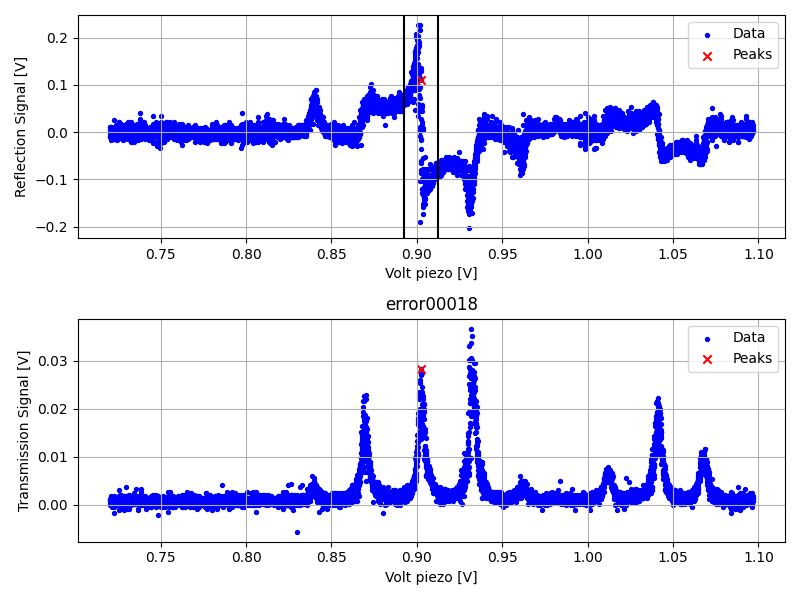 0.2
0.1
0.0
−0.1
−0.2
Reflection Signal [V]
Data
Peaks
0.75
0.80
0.85
0.90
0.95
1.00
1.05
1.10
Volt piezo [V]
error00018
0.03
0.02
0.01
0.00
Transmission Signal [V]
Data
Peaks
0.75
0.80
0.85
0.90
0.95
1.00
1.05
1.10
Volt piezo [V]